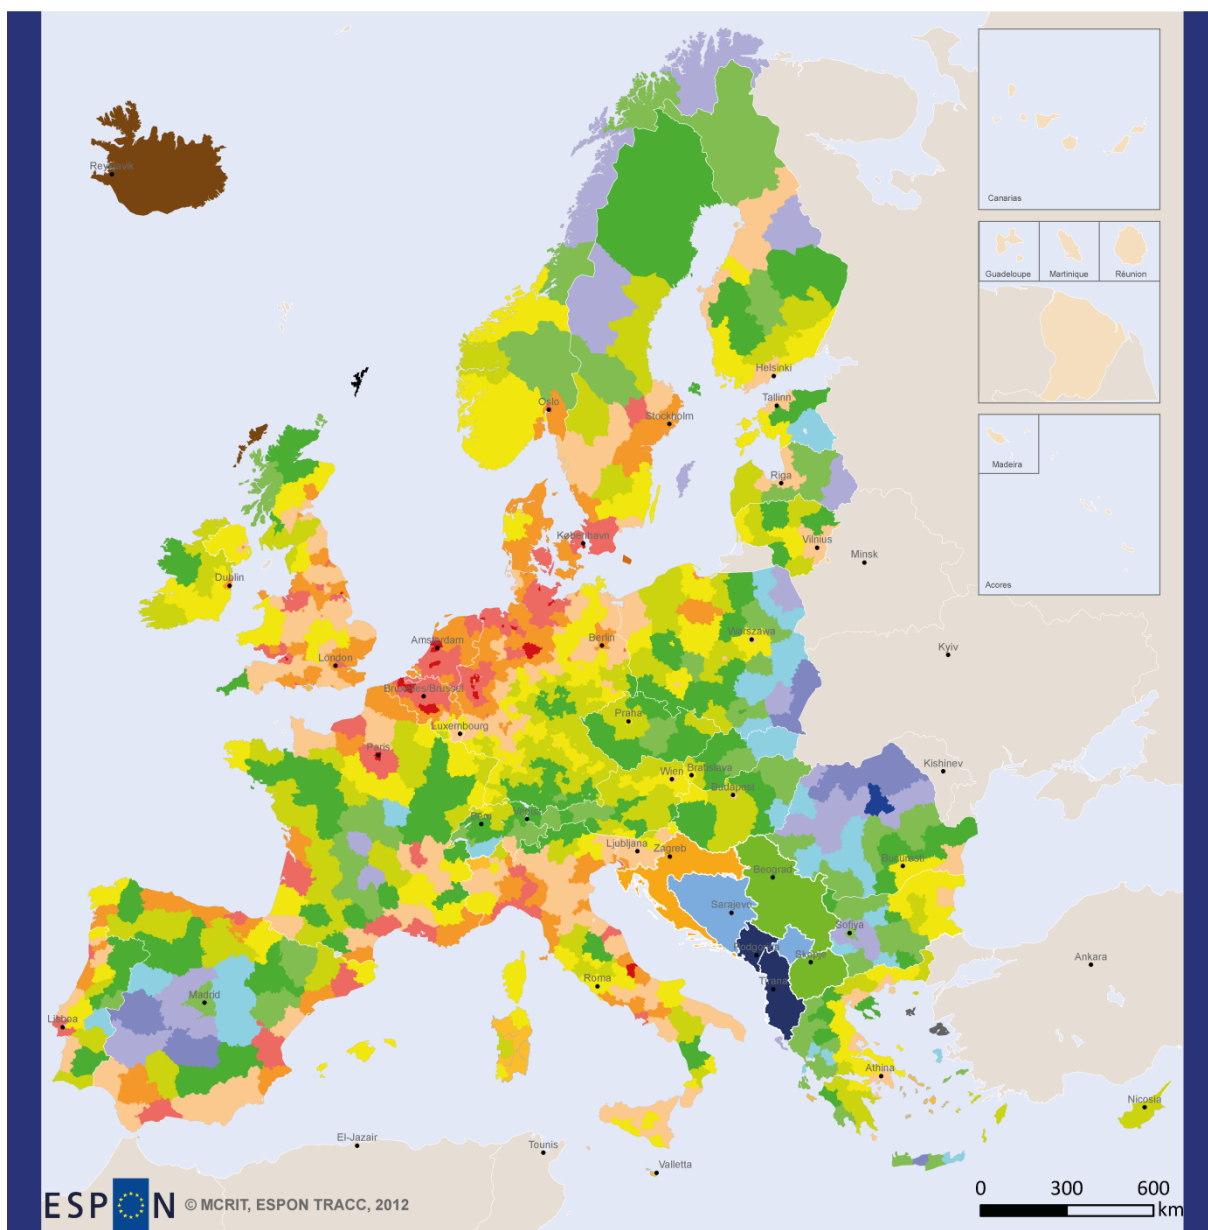 Reykjavik
Canarias
Guadeloupe
Martinique
Réunion
Helsinki
Tallinn
Oslo
Stockholm
Madeira
Riga
København
Vilnius
Minsk
Dublin
Acores
Amsterdam
Berlin
Warszawa
London
Kyiv
Bruxelles/Brussel
Praha
Luxembourg
Paris
Wien
Bratislava
Kishinev
Budapest
Bern
Ljubljana
Zagreb
Bucuresti
Beograd
Sarajevo
Sofiya
Podgorica
Skopje
Ankara
Roma
Tirana
Madrid
Lisboa
Athina
Nicosia
El-Jazair
Tounis
Valletta
ESPON
© MCRIT, ESPON TRACC, 2012
0 300 600
km